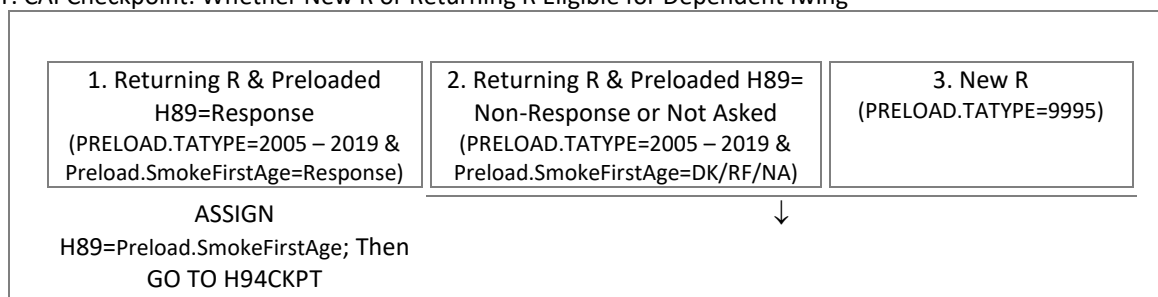 CAI Checkpoint: Whether New R or Returning R Eligible for Dependent Iwing
1. Returning R & Preloaded
H89=Response
(PRELOAD.TATYPE=2005 – 2019 &
Preload.SmokeFirstAge=Response)
2. Returning R & Preloaded H89=
Non-Response or Not Asked
(PRELOAD.TATYPE=2005 – 2019 &
Preload.SmokeFirstAge=DK/RF/NA)
3. New R
(PRELOAD.TATYPE=9995)
ASSIGN
H89=Preload.SmokeFirstAge; Then
GO TO H94CKPT
↓